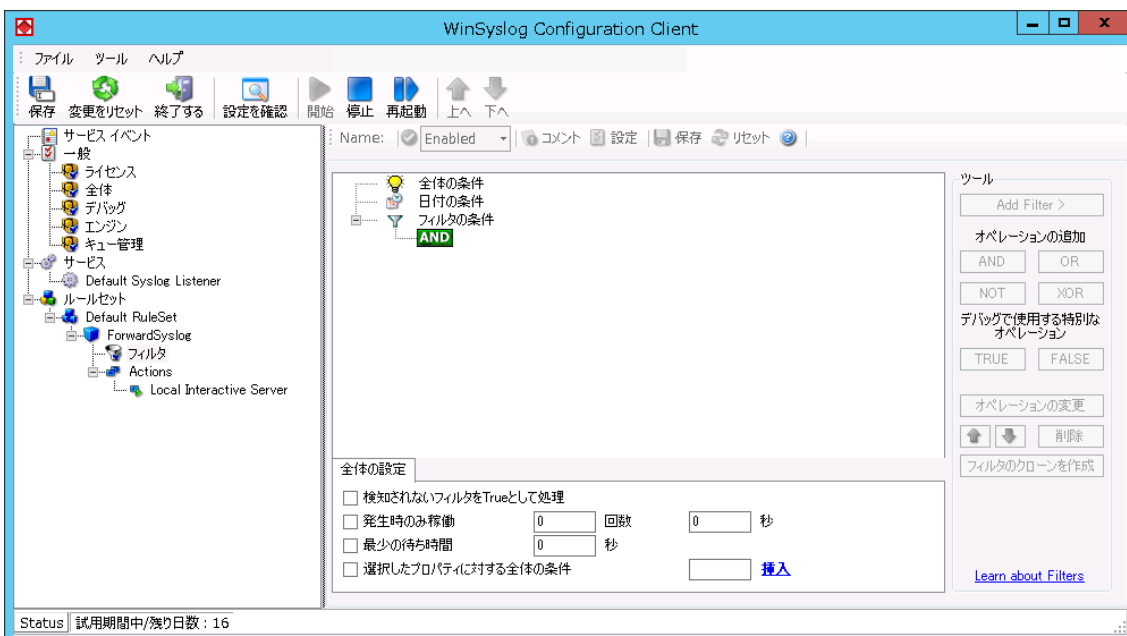 WinSyslog Configuration Client
ファイル ツール ヘルプ
保存 変更をリセット 終了する 設定を確認 開始 停止 再起動 上へ 下へ
サービス イベント
一般
ライセンス
全体
デバッグ
エンジン
キュー管理
サービス
Default Syslog Listener
ルールセット
Default RuleSet
ForwardSyslog
フィルタ
Actions
Local Interactive Server
Name: Enabled コメント 設定 保存 リセット
全体の条件
日付の条件
フィルタの条件
AND
全体の設定
検知されないフィルタをTrueとして処理
発生時のみ稼働 0 回数 0 秒
最少の待ち時間 0 秒
選択したプロパティに対する全体の条件 挿入
ツール
Add Filter >
オペレーションの追加
AND OR
NOT XOR
デバッグで使用する特別な
オペレーション
TRUE FALSE
オペレーションの変更
削除
フィルタのクローンを作成
Learn about Filters
Status 試用期間中/残り日数 : 16